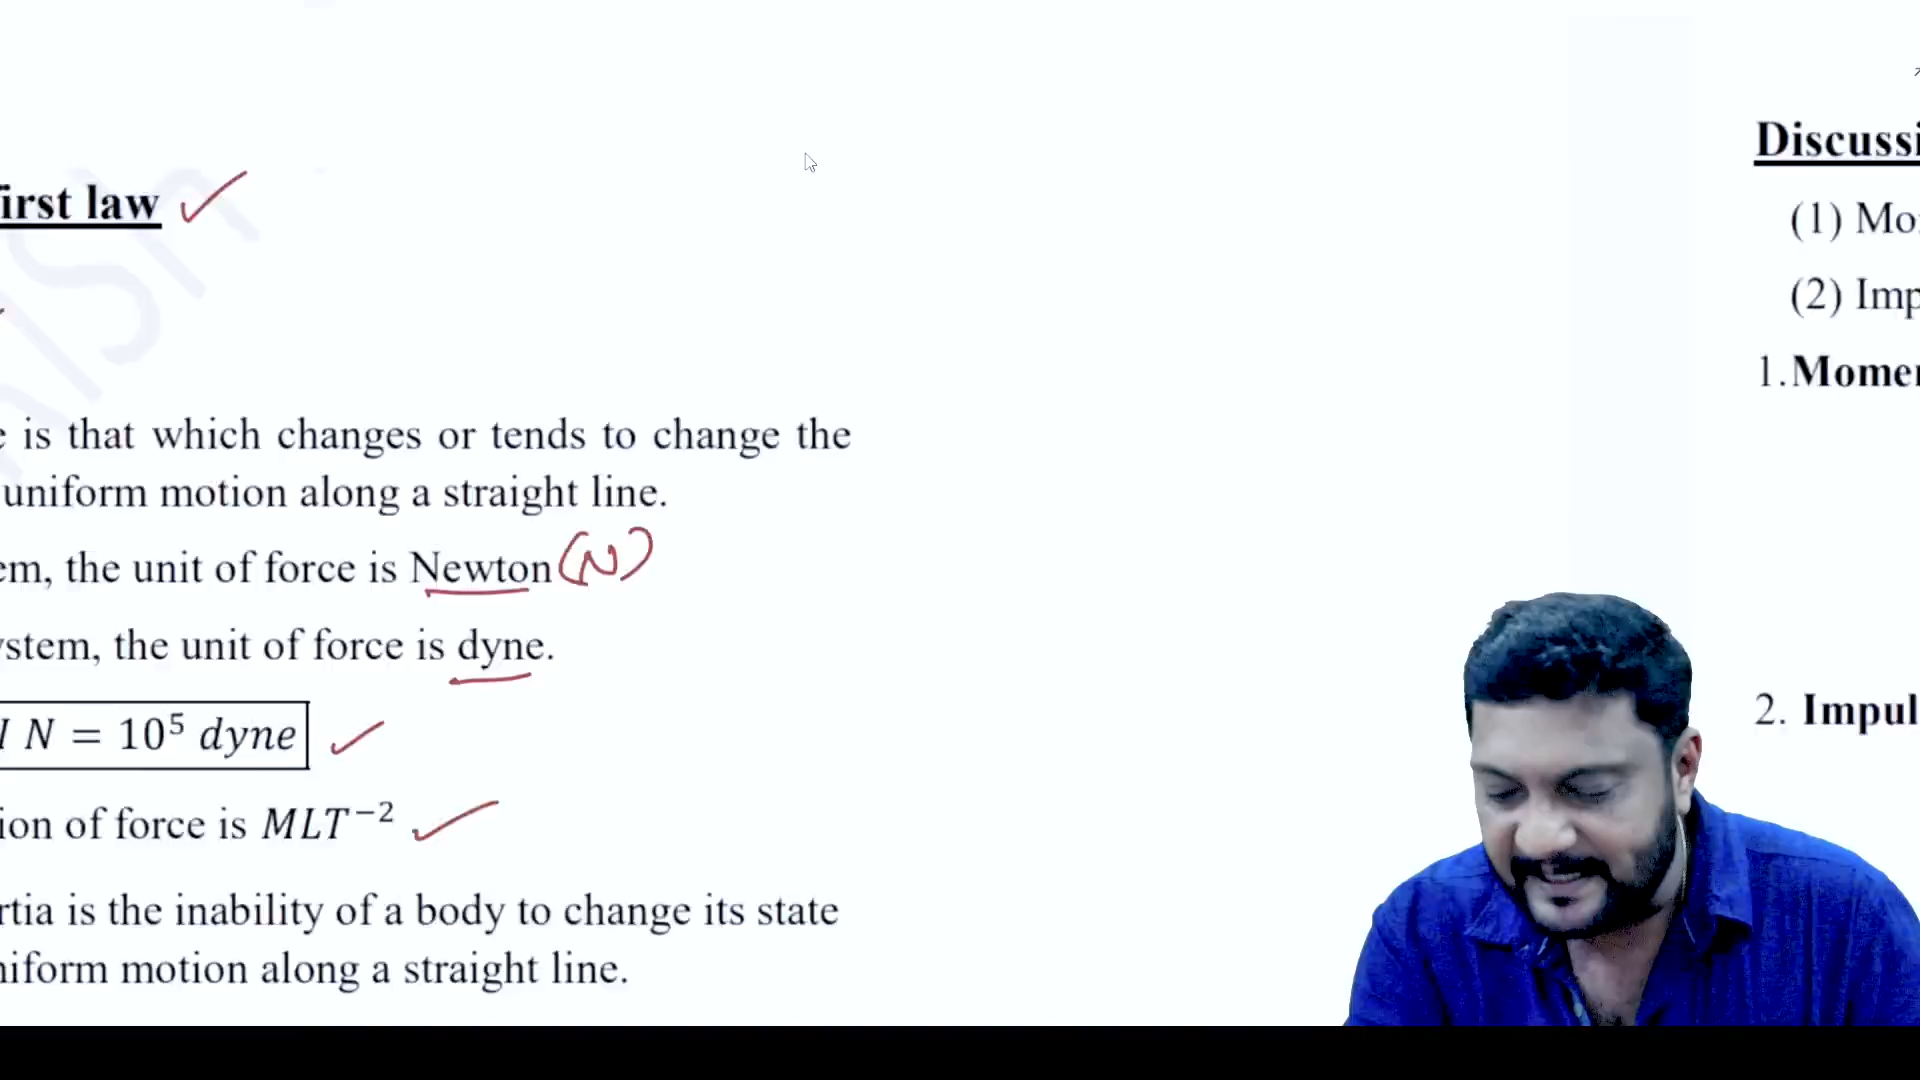 irst law
is that which changes or tends to change the
uniform motion along a straight line.
em, the unit of force is Newton (N)
ystem, the unit of force is dyne.
N = 10⁵ dyne
ion of force is MLT⁻²
rtia is the inability of a body to change its state
niform motion along a straight line.
Discussi
(1) Mo
(2) Imp
1.Momen
2. Impul